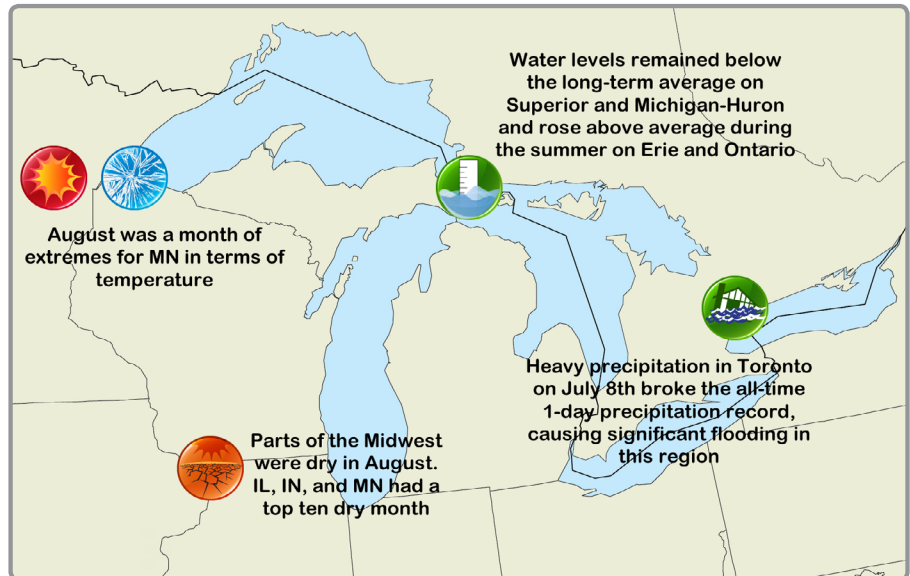 Water levels remained below
the long-term average on
Superior and Michigan-Huron
and rose above average during
the summer on Erie and Ontario
August was a month of
extremes for MN in terms of
temperature
Heavy precipitation in Toronto
on July 8th broke the all-time
1-day precipitation record,
causing significant flooding in
this region
Parts of the Midwest
were dry in August.
IL, IN, and MN had a
top ten dry month